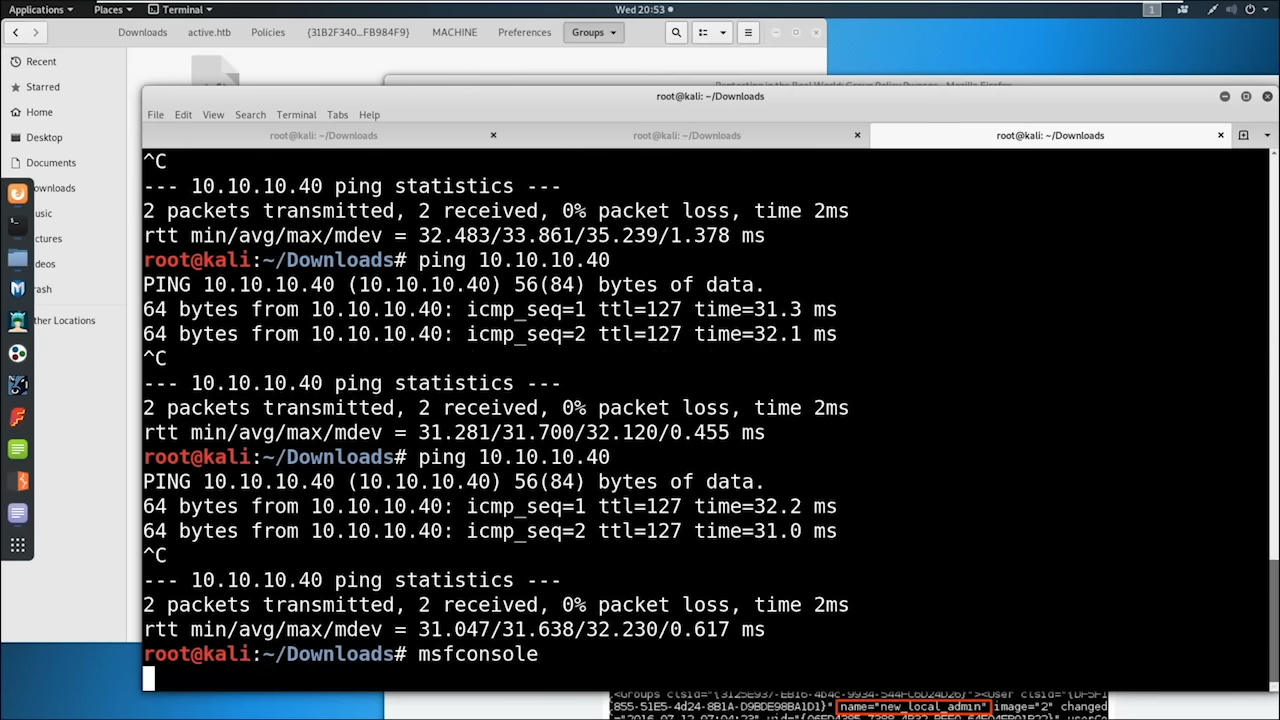 Applications Places Terminal Wed 20:53 1
Downloads active.htb Policies {31B2F340...FB984F9} MACHINE Preferences Groups
Recent
Starred
Home
Desktop
Documents
ownloads
usic
ctures
deos
rash
ther Locations
root@kali: ~/Downloads
File Edit View Search Terminal Tabs Help
root@kali: ~/Downloads root@kali: ~/Downloads root@kali: ~/Downloads
^C
--- 10.10.10.40 ping statistics ---
2 packets transmitted, 2 received, 0% packet loss, time 2ms
rtt min/avg/max/mdev = 32.483/33.861/35.239/1.378 ms
root@kali:~/Downloads# ping 10.10.10.40
PING 10.10.10.40 (10.10.10.40) 56(84) bytes of data.
64 bytes from 10.10.10.40: icmp_seq=1 ttl=127 time=31.3 ms
64 bytes from 10.10.10.40: icmp_seq=2 ttl=127 time=32.1 ms
^C
--- 10.10.10.40 ping statistics ---
2 packets transmitted, 2 received, 0% packet loss, time 2ms
rtt min/avg/max/mdev = 31.281/31.700/32.120/0.455 ms
root@kali:~/Downloads# ping 10.10.10.40
PING 10.10.10.40 (10.10.10.40) 56(84) bytes of data.
64 bytes from 10.10.10.40: icmp_seq=1 ttl=127 time=32.2 ms
64 bytes from 10.10.10.40: icmp_seq=2 ttl=127 time=31.0 ms
^C
--- 10.10.10.40 ping statistics ---
2 packets transmitted, 2 received, 0% packet loss, time 2ms
rtt min/avg/max/mdev = 31.047/31.638/32.230/0.617 ms
root@kali:~/Downloads# msfconsole
855-51E5-4d24-8B1A-D9BDE98BA1D1}" name="new_local_admin" image="2" changed